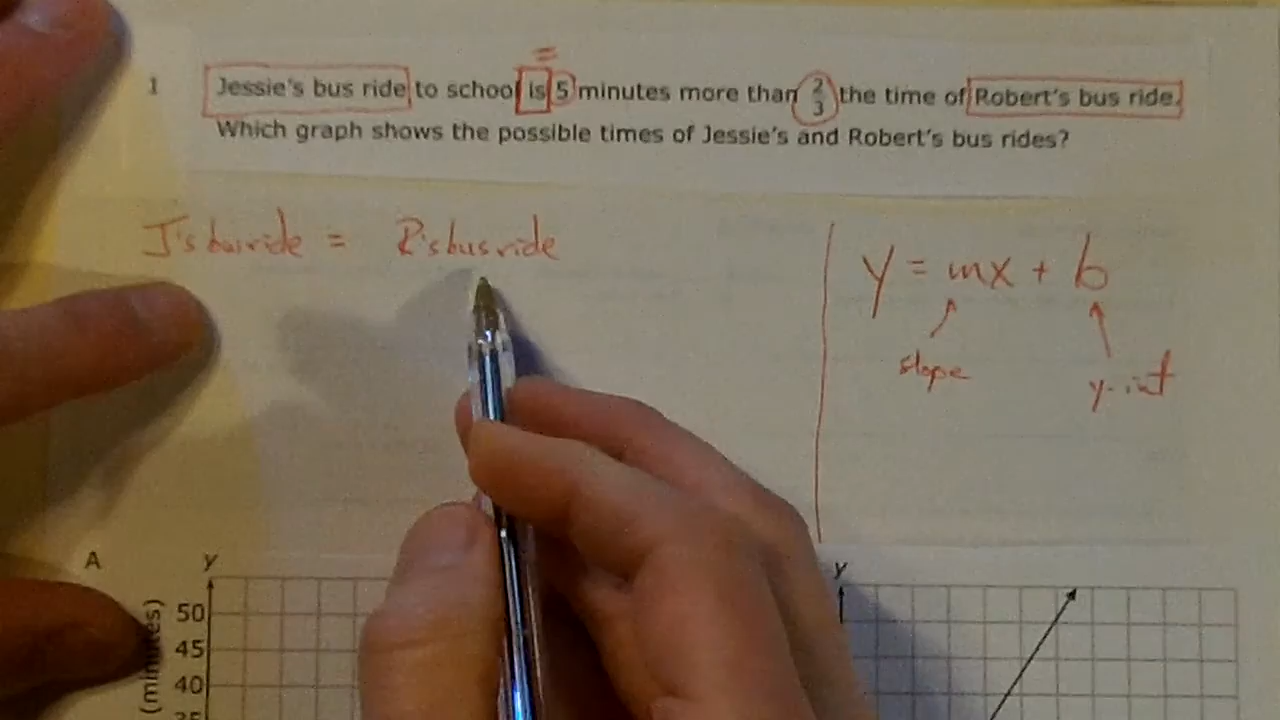 =
1 Jessie's bus ride to school is 5 minutes more than 2/3 the time of Robert's bus ride.
Which graph shows the possible times of Jessie's and Robert's bus rides?
J's bus ride = R's bus ride
y = mx + b
slope
y-int
A
y
50
45
40
35
(minutes)
y